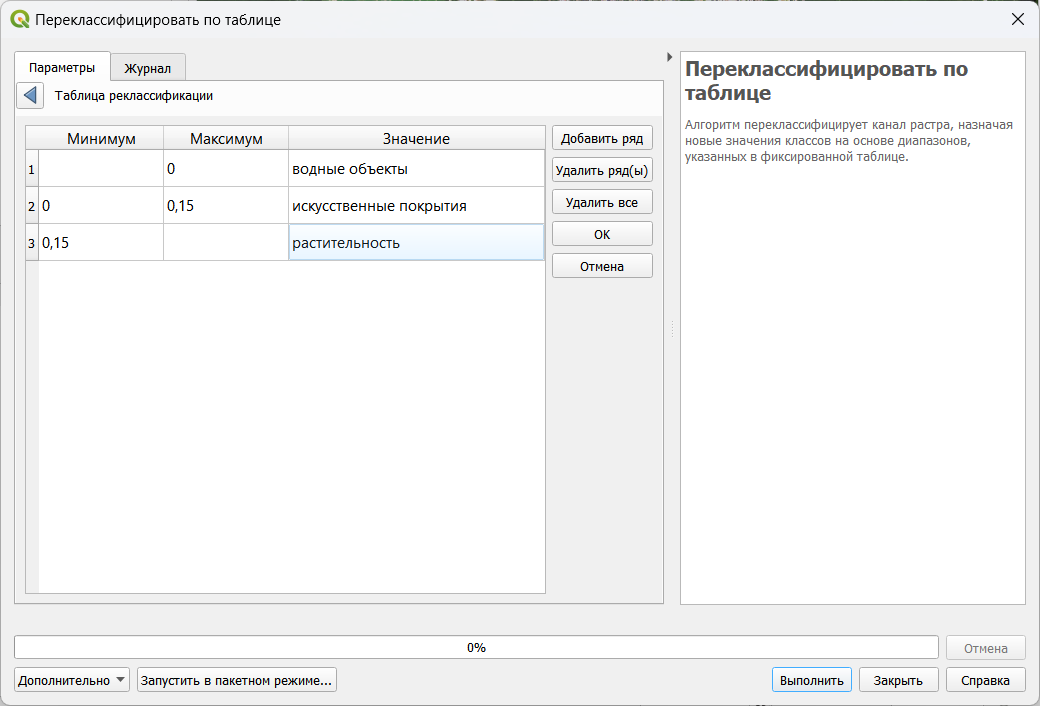 Переклассифицировать по таблице
Параметры
Журнал
Таблица реклассификации
Минимум Максимум Значение
1 0 водные объекты
2 0 0,15 искусственные покрытия
3 0,15 растительность
Добавить ряд
Удалить ряд(ы)
Удалить все
OK
Отмена
Переклассифицировать по
таблице
Алгоритм переклассифицирует канал растра, назначая
новые значения классов на основе диапазонов,
указанных в фиксированной таблице.
0%
Отмена
Дополнительно
Запустить в пакетном режиме...
Выполнить
Закрыть
Справка